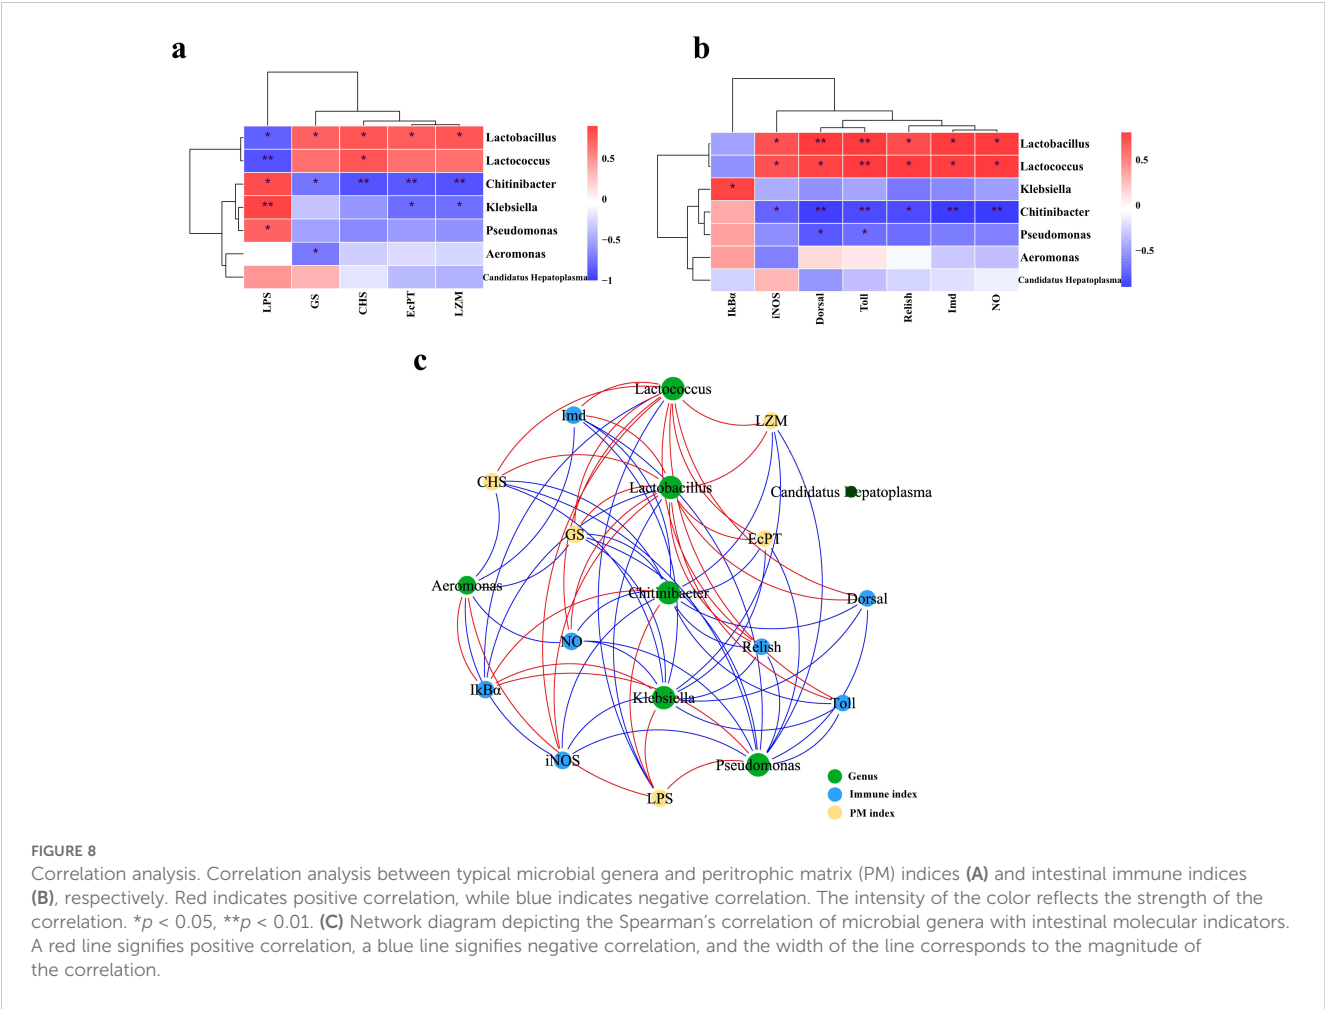 a
b
* * * * * Lactobacillus
** * Lactococcus
* * ** ** ** Chitinibacter
** * * Klebsiella
* Pseudomonas
* Aeromonas
Candidatus Hepatoplasma
0.5
0
−0.5
−1
LPS GS CHS EcPT LZM
* ** ** * * * Lactobacillus
* * ** * * * Lactococcus
* Klebsiella
* ** ** * ** ** Chitinibacter
* * Pseudomonas
Aeromonas
Candidatus Hepatoplasma
0.5
0
−0.5
IkBα iNOS Dorsal Toll Relish Imd NO
c
Lactococcus
Imd
LZM
CHS
Lactobacillus
Candidatus Hepatoplasma
GS
EcPT
Aeromonas
Chitinibacter
Dorsal
NO
Relish
IkBα
Klebsiella
Toll
iNOS
Pseudomonas
LPS
Genus
Immune index
PM index
FIGURE 8
Correlation analysis. Correlation analysis between typical microbial genera and peritrophic matrix (PM) indices (A) and intestinal immune indices
(B), respectively. Red indicates positive correlation, while blue indicates negative correlation. The intensity of the color reflects the strength of the
correlation. *p < 0.05, **p < 0.01. (C) Network diagram depicting the Spearman’s correlation of microbial genera with intestinal molecular indicators.
A red line signifies positive correlation, a blue line signifies negative correlation, and the width of the line corresponds to the magnitude of
the correlation.